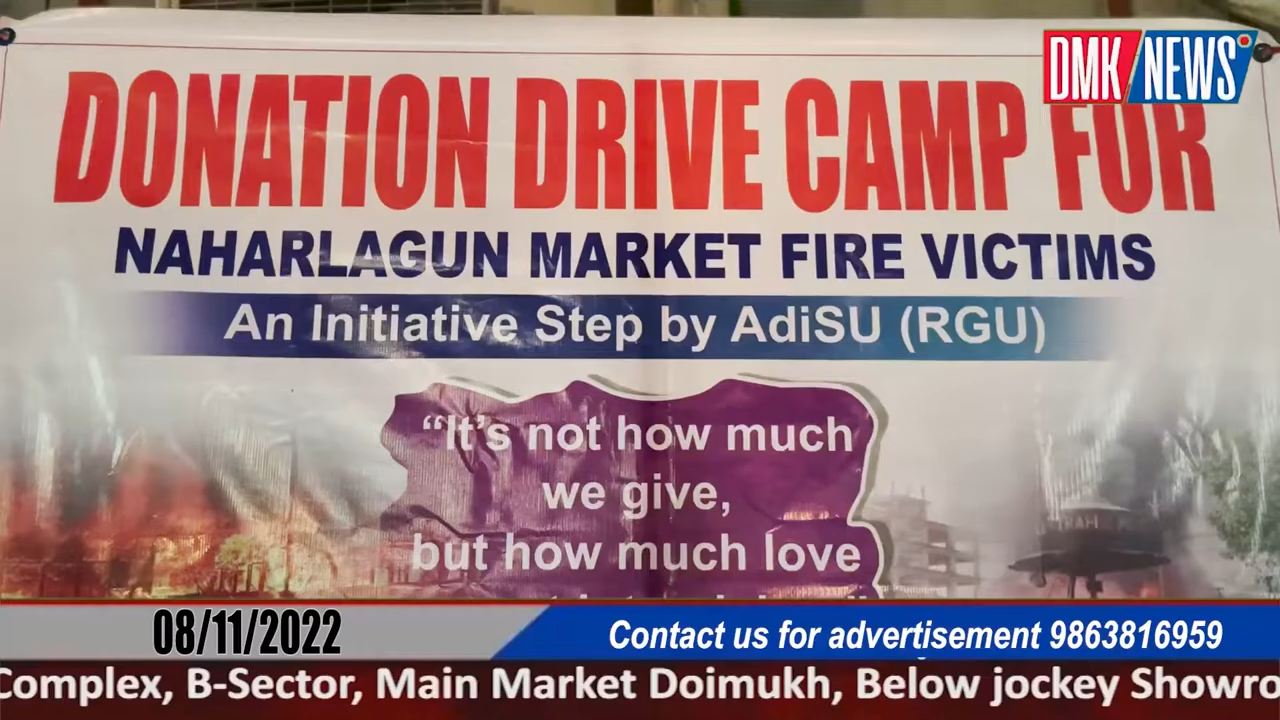 DMK NEWS
DONATION DRIVE CAMP FOR
NAHARLAGUN MARKET FIRE VICTIMS
An Initiative Step by AdiSU (RGU)
“It’s not how much
we give,
but how much love
08/11/2022
Contact us for advertisement 9863816959
Complex, B-Sector, Main Market Doimukh, Below jockey Showro